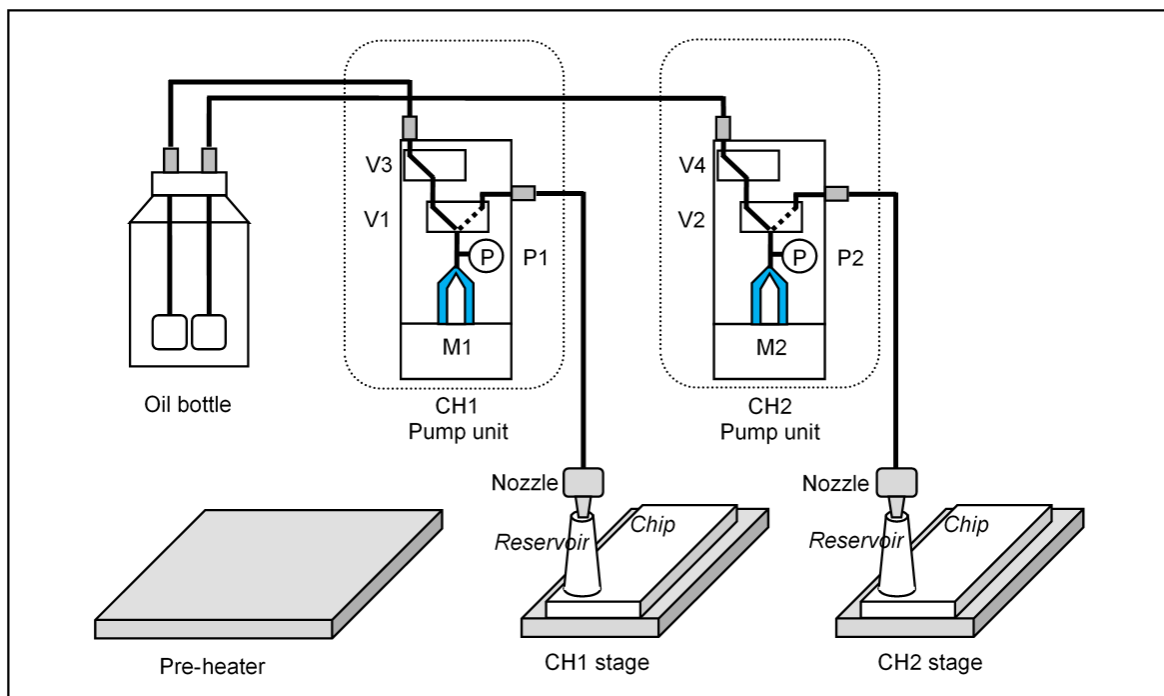 V3
V1
P
P1
M1
V4
V2
P
P2
M2
Oil bottle
CH1
Pump unit
CH2
Pump unit
Nozzle
Reservoir
Chip
Nozzle
Reservoir
Chip
Pre-heater
CH1 stage
CH2 stage